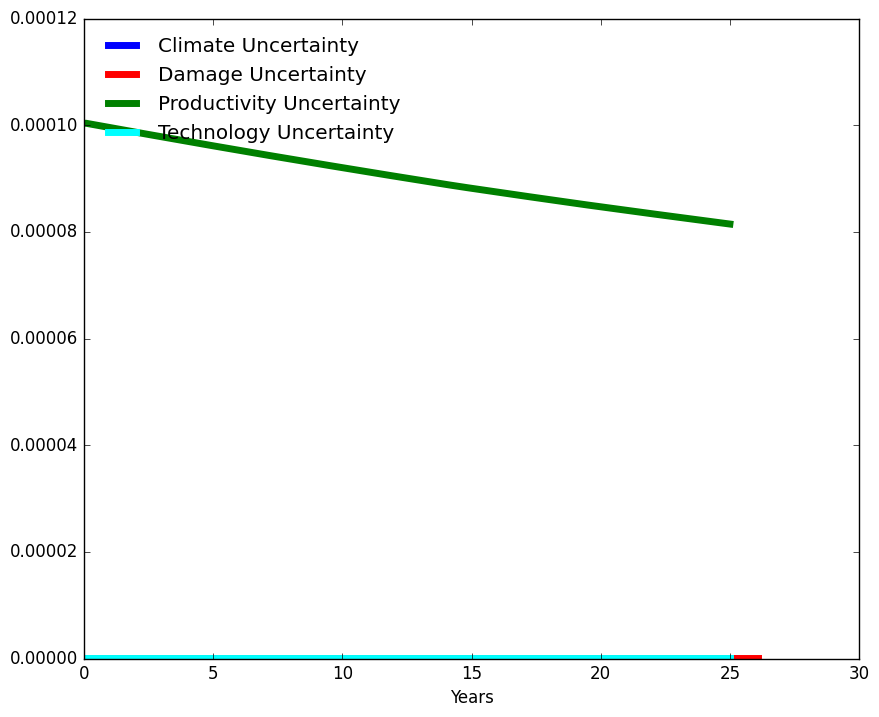 0.00012
0.00010
0.00008
0.00006
0.00004
0.00002
0.00000
Climate Uncertainty
Damage Uncertainty
Productivity Uncertainty
Technology Uncertainty
0 5 10 15 20 25 30
Years